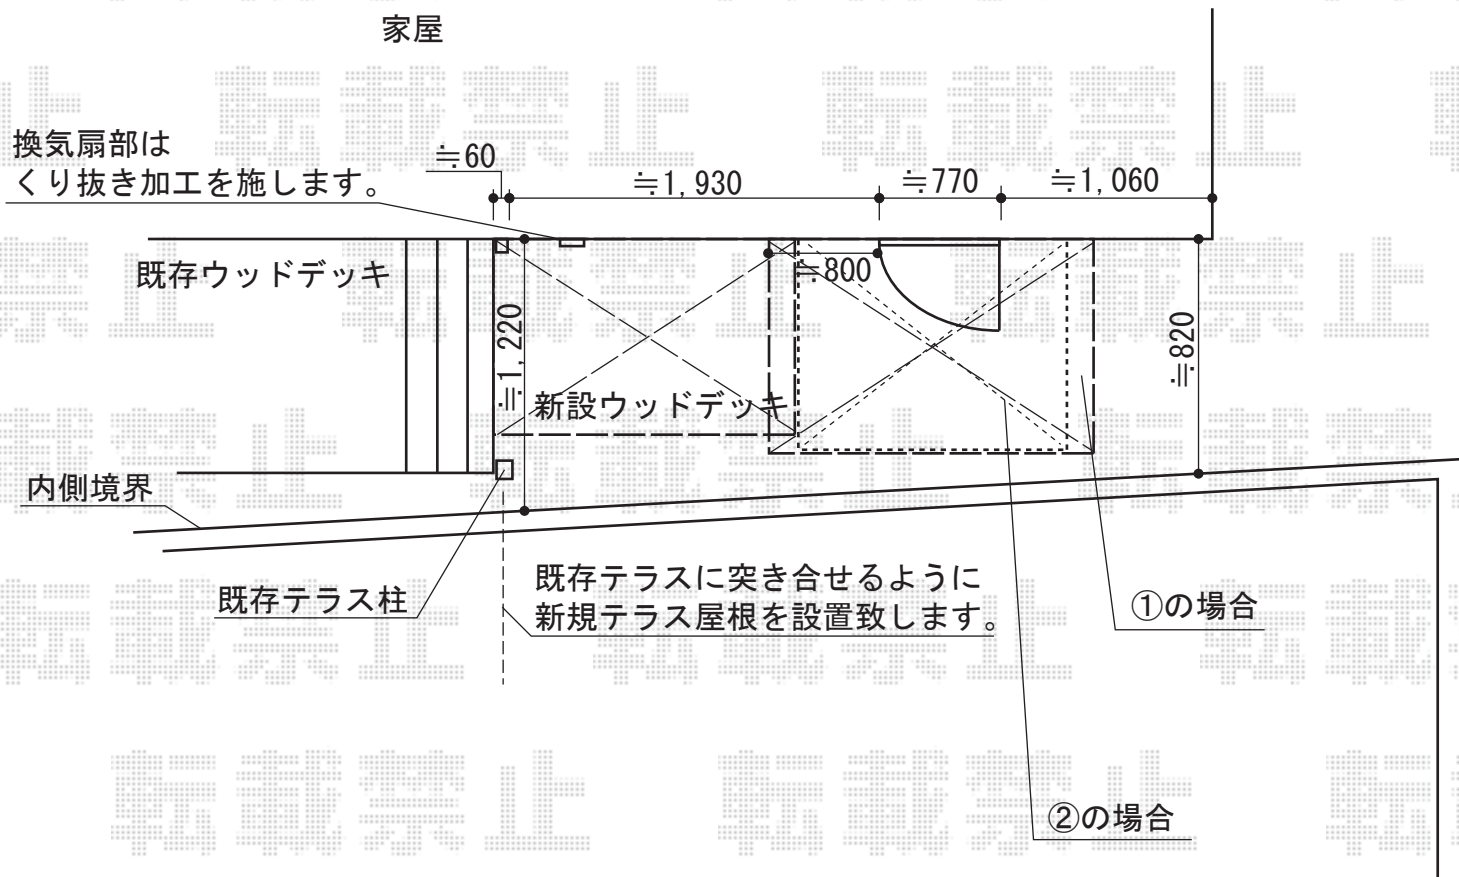 家屋
換気扇部は
くり抜き加工を施します。
≒60
≒1,930
≒770
≒1,060
既存ウッドデッキ
≒800
≒1,220
≒820
新設ウッドデッキ
内側境界
既存テラス柱
既存テラスに突き合せるように
新規テラス屋根を設置致します。
①の場合
②の場合
転載禁止